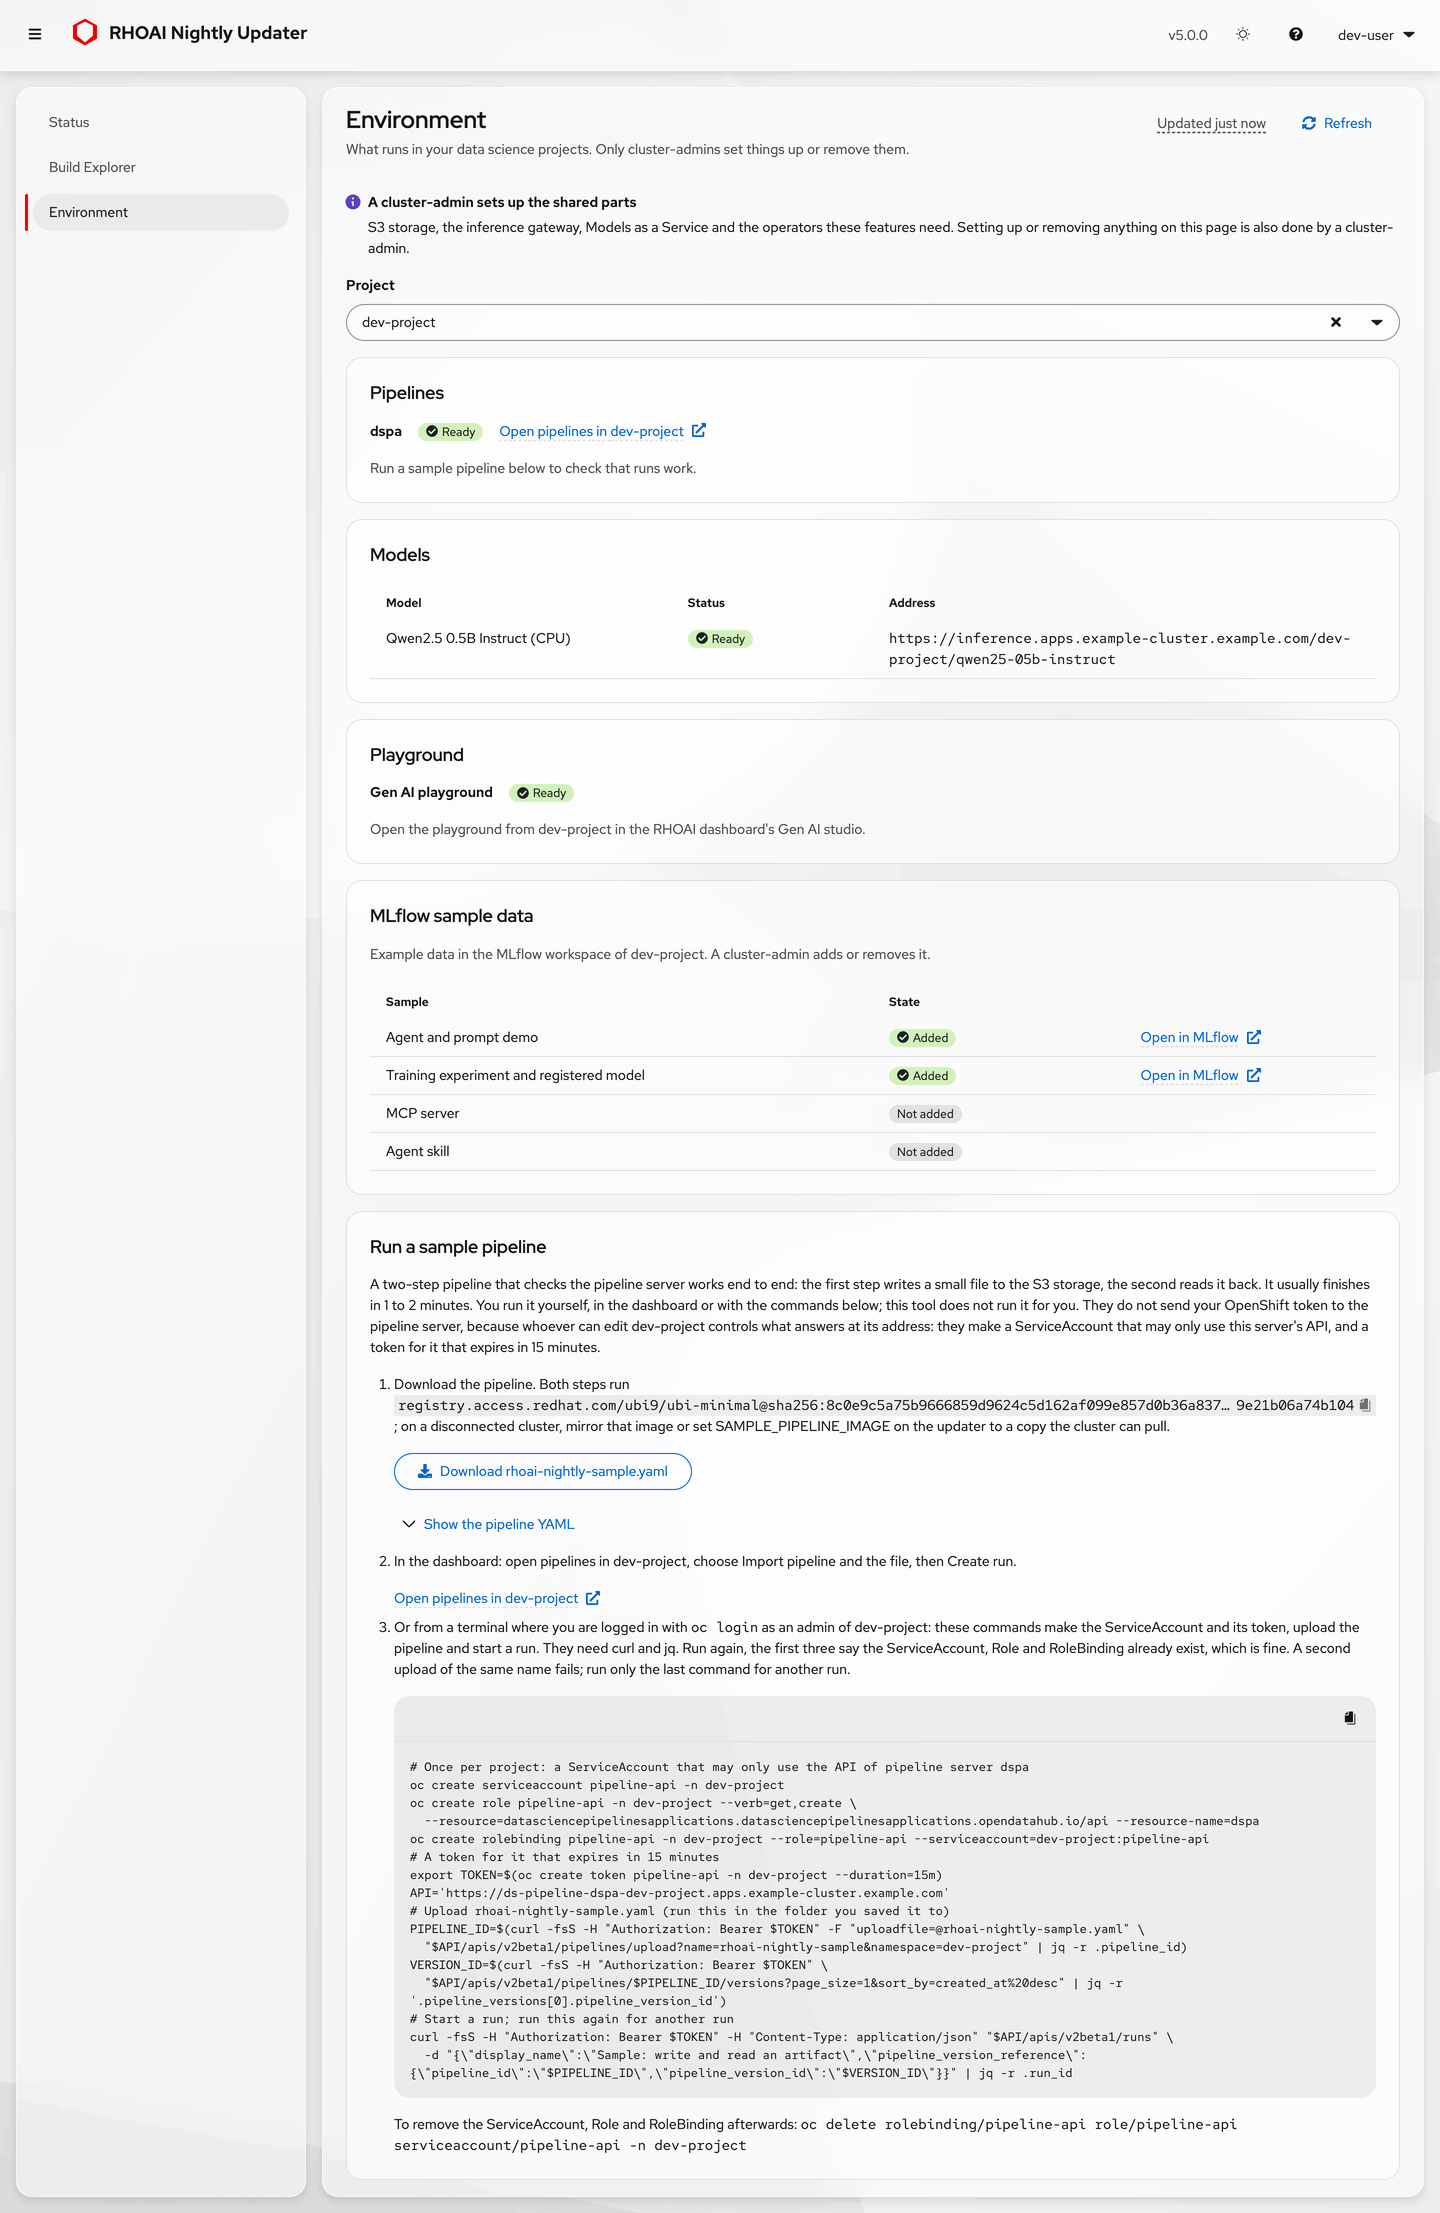 RHOAI Nightly Updater
v5.0.0
dev-user
Status
Build Explorer
Environment
Environment
Updated just now
Refresh
What runs in your data science projects. Only cluster-admins set things up or remove them.
A cluster-admin sets up the shared parts
S3 storage, the inference gateway, Models as a Service and the operators these features need. Setting up or removing anything on this page is also done by a cluster-
admin.
Project
dev-project
Pipelines
dspa
Ready
Open pipelines in dev-project
Run a sample pipeline below to check that runs work.
Models
Model Status Address
Qwen2.5 0.5B Instruct (CPU) Ready https://inference.apps.example-cluster.example.com/dev-
project/qwen25-05b-instruct
Playground
Gen AI playground Ready
Open the playground from dev-project in the RHOAI dashboard's Gen AI studio.
MLflow sample data
Example data in the MLflow workspace of dev-project. A cluster-admin adds or removes it.
Sample State
Agent and prompt demo Added Open in MLflow
Training experiment and registered model Added Open in MLflow
MCP server Not added
Agent skill Not added
Run a sample pipeline
A two-step pipeline that checks the pipeline server works end to end: the first step writes a small file to the S3 storage, the second reads it back. It usually finishes
in 1 to 2 minutes. You run it yourself, in the dashboard or with the commands below; this tool does not run it for you. They do not send your OpenShift token to the
pipeline server, because whoever can edit dev-project controls what answers at its address: they make a ServiceAccount that may only use this server's API, and a
token for it that expires in 15 minutes.
1. Download the pipeline. Both steps run
registry.access.redhat.com/ubi9/ubi-minimal@sha256:8c0e9c5a75b9666859d9624c5d162af099e857d0b36a837… 9e21b06a74b104
; on a disconnected cluster, mirror that image or set SAMPLE_PIPELINE_IMAGE on the updater to a copy the cluster can pull.
Download rhoai-nightly-sample.yaml
Show the pipeline YAML
2. In the dashboard: open pipelines in dev-project, choose Import pipeline and the file, then Create run.
Open pipelines in dev-project
3. Or from a terminal where you are logged in with oc login as an admin of dev-project: these commands make the ServiceAccount and its token, upload the
pipeline and start a run. They need curl and jq. Run again, the first three say the ServiceAccount, Role and RoleBinding already exist, which is fine. A second
upload of the same name fails; run only the last command for another run.
# Once per project: a ServiceAccount that may only use the API of pipeline server dspa
oc create serviceaccount pipeline-api -n dev-project
oc create role pipeline-api -n dev-project --verb=get,create \
--resource=datasciencepipelinesapplications.datasciencepipelinesapplications.opendatahub.io/api --resource-name=dspa
oc create rolebinding pipeline-api -n dev-project --role=pipeline-api --serviceaccount=dev-project:pipeline-api
# A token for it that expires in 15 minutes
export TOKEN=$(oc create token pipeline-api -n dev-project --duration=15m)
API='https://ds-pipeline-dspa-dev-project.apps.example-cluster.example.com'
# Upload rhoai-nightly-sample.yaml (run this in the folder you saved it to)
PIPELINE_ID=$(curl -fsS -H "Authorization: Bearer $TOKEN" -F "uploadfile=@rhoai-nightly-sample.yaml" \
"$API/apis/v2beta1/pipelines/upload?name=rhoai-nightly-sample&namespace=dev-project" | jq -r .pipeline_id)
VERSION_ID=$(curl -fsS -H "Authorization: Bearer $TOKEN" \
"$API/apis/v2beta1/pipelines/$PIPELINE_ID/versions?page_size=1&sort_by=created_at%20desc" | jq -r
'.pipeline_versions[0].pipeline_version_id')
# Start a run; run this again for another run
curl -fsS -H "Authorization: Bearer $TOKEN" -H "Content-Type: application/json" "$API/apis/v2beta1/runs" \
-d "{\"display_name\":\"Sample: write and read an artifact\",\"pipeline_version_reference\":
{\"pipeline_id\":\"$PIPELINE_ID\",\"pipeline_version_id\":\"$VERSION_ID\"}}" | jq -r .run_id
To remove the ServiceAccount, Role and RoleBinding afterwards: oc delete rolebinding/pipeline-api role/pipeline-api
serviceaccount/pipeline-api -n dev-project